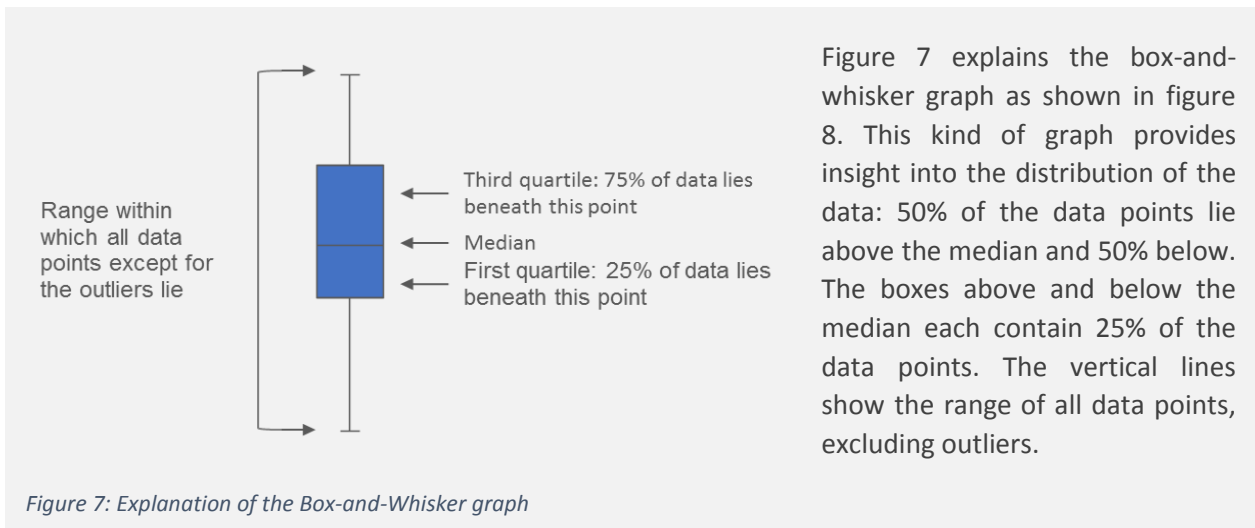 Range within
which all data
points except for
the outliers lie
Third quartile: 75% of data lies
beneath this point
Median
First quartile: 25% of data lies
beneath this point
Figure 7 explains the box-and-
whisker graph as shown in figure
8. This kind of graph provides
insight into the distribution of the
data: 50% of the data points lie
above the median and 50% below.
The boxes above and below the
median each contain 25% of the
data points. The vertical lines
show the range of all data points,
excluding outliers.
Figure 7: Explanation of the Box-and-Whisker graph